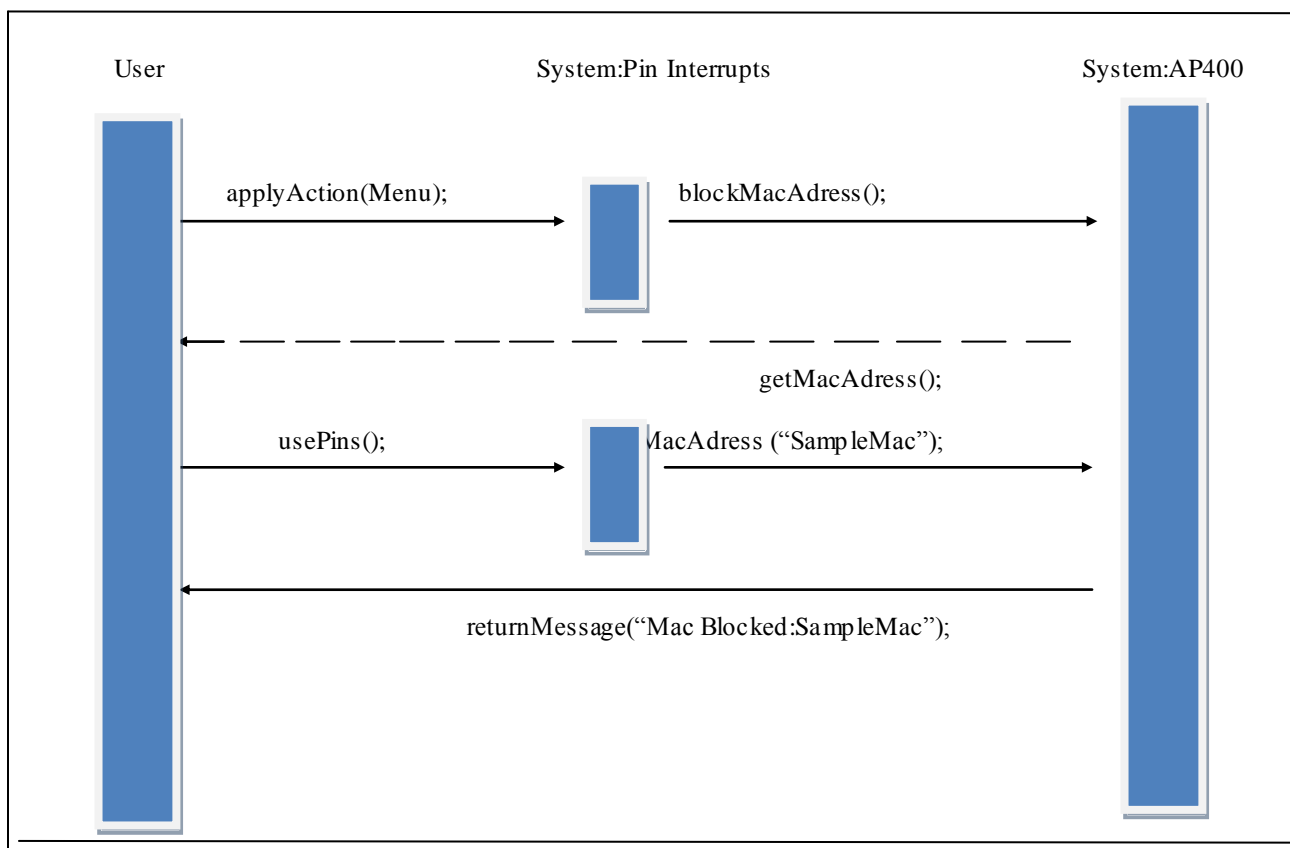 User
System:Pin Interrupts
System:AP400
applyAction(Menu);
blockMacAdress();
getMacAdress();
usePins();
MacAdress (“SampleMac”);
returnMessage(“Mac Blocked:SampleMac”);